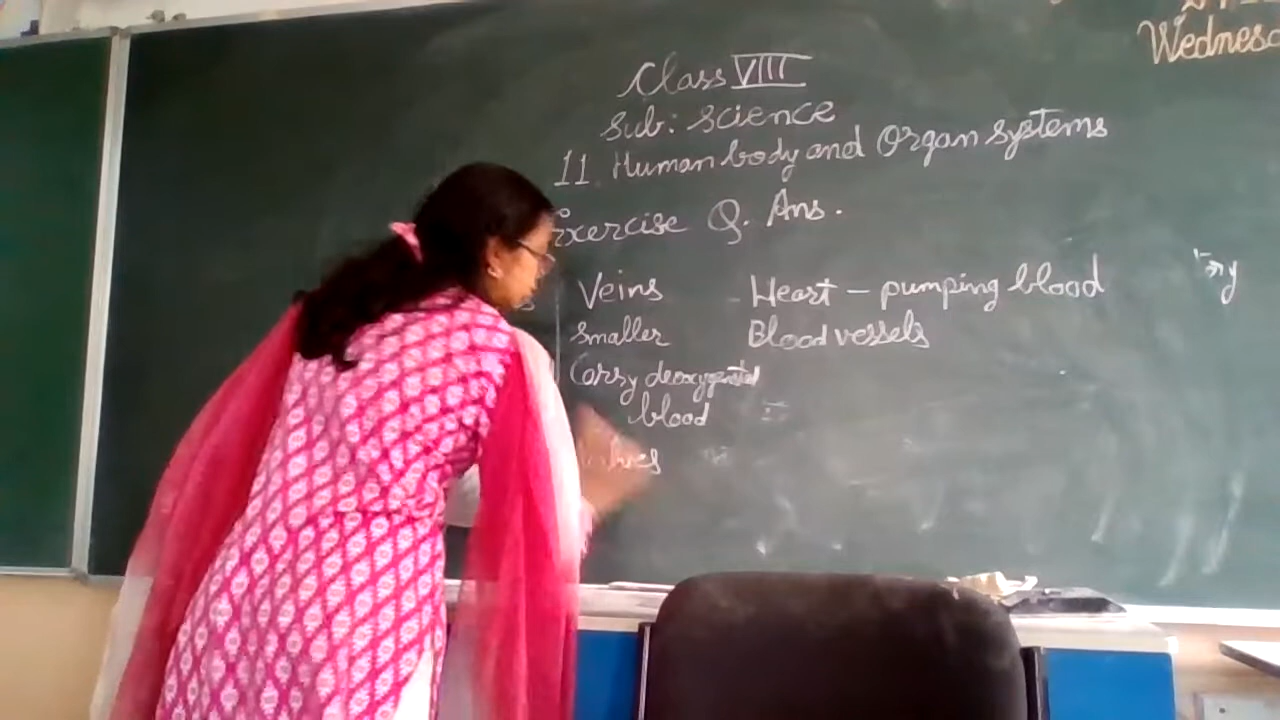 Wednesd
Class VIII
Sub: Science
11. Human body and Organ systems
Exercise Q. Ans.
Veins
Heart – pumping blood
Smaller
Blood vessels
Carry deoxygenated
blood